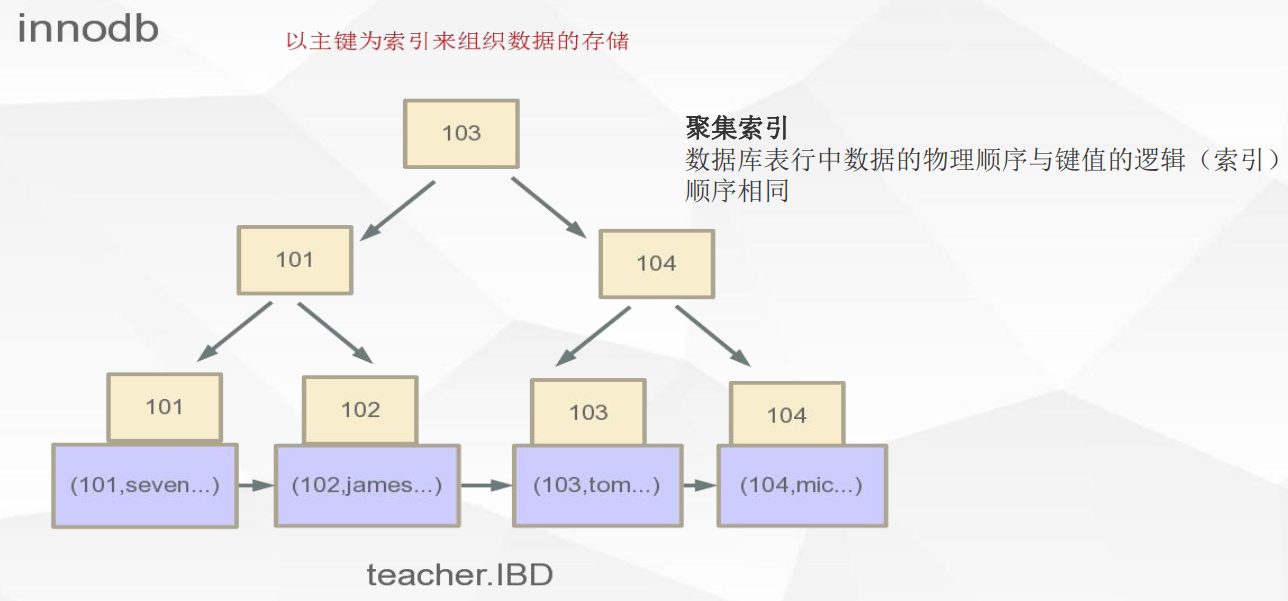 innodb
以主键为索引来组织数据的存储
103
聚集索引
数据库表行中数据的物理顺序与键值的逻辑（索引）
顺序相同
101
104
101
102
103
104
(101,seven...)
(102,james...)
(103,tom...)
(104,mic...)
teacher.IBD